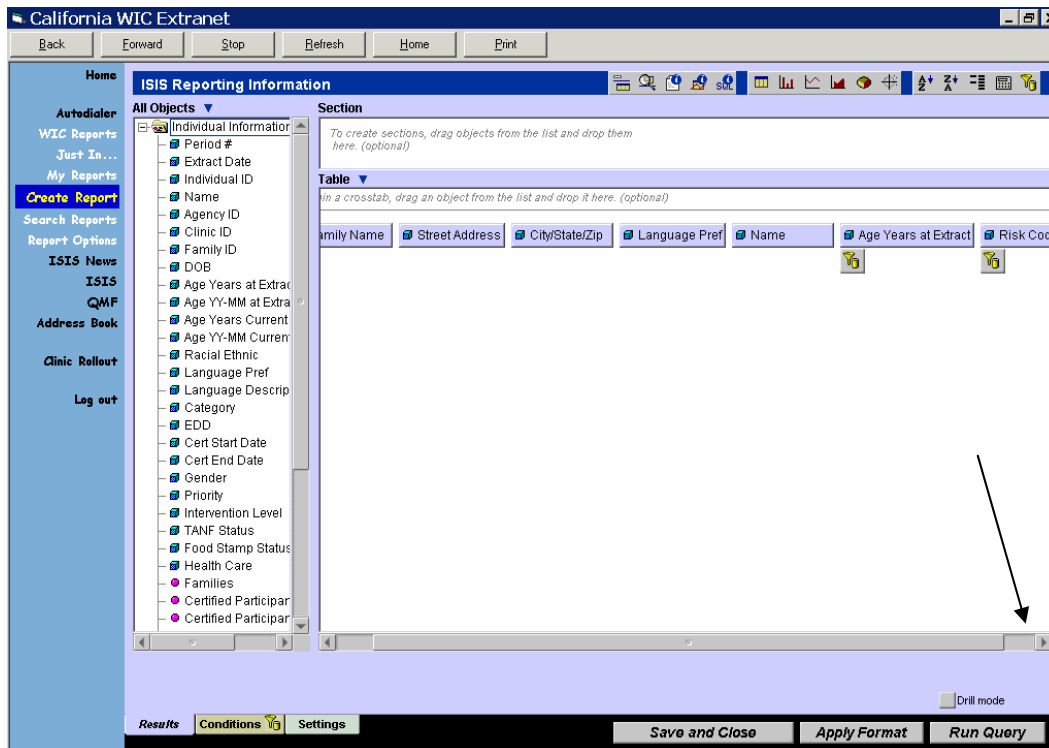 California WIC Extranet
Back Forward Stop Refresh Home Print
Home
Autodialer
WIC Reports
Just In...
My Reports
Create Report
Search Reports
Report Options
ISIS News
ISIS
QMF
Address Book
Clinic Rollout
Log out
ISIS Reporting Information
All Objects
Individual Information
Period #
Extract Date
Individual ID
Name
Agency ID
Clinic ID
Family ID
DOB
Age Years at Extrac
Age YY-MM at Extra
Age Years Current
Age YY-MM Curren
Racial Ethnic
Language Pref
Language Descrip
Category
EDD
Cert Start Date
Cert End Date
Gender
Priority
Intervention Level
TANF Status
Food Stamp Status
Health Care
Families
Certified Participar
Certified Participar
Section
To create sections, drag objects from the list and drop them
here. (optional)
Table
in a crosstab, drag an object from the list and drop it here. (optional)
amily Name Street Address City/State/Zip Language Pref Name Age Years at Extract Risk Coc
Drill mode
Results Conditions Settings
Save and Close Apply Format Run Query